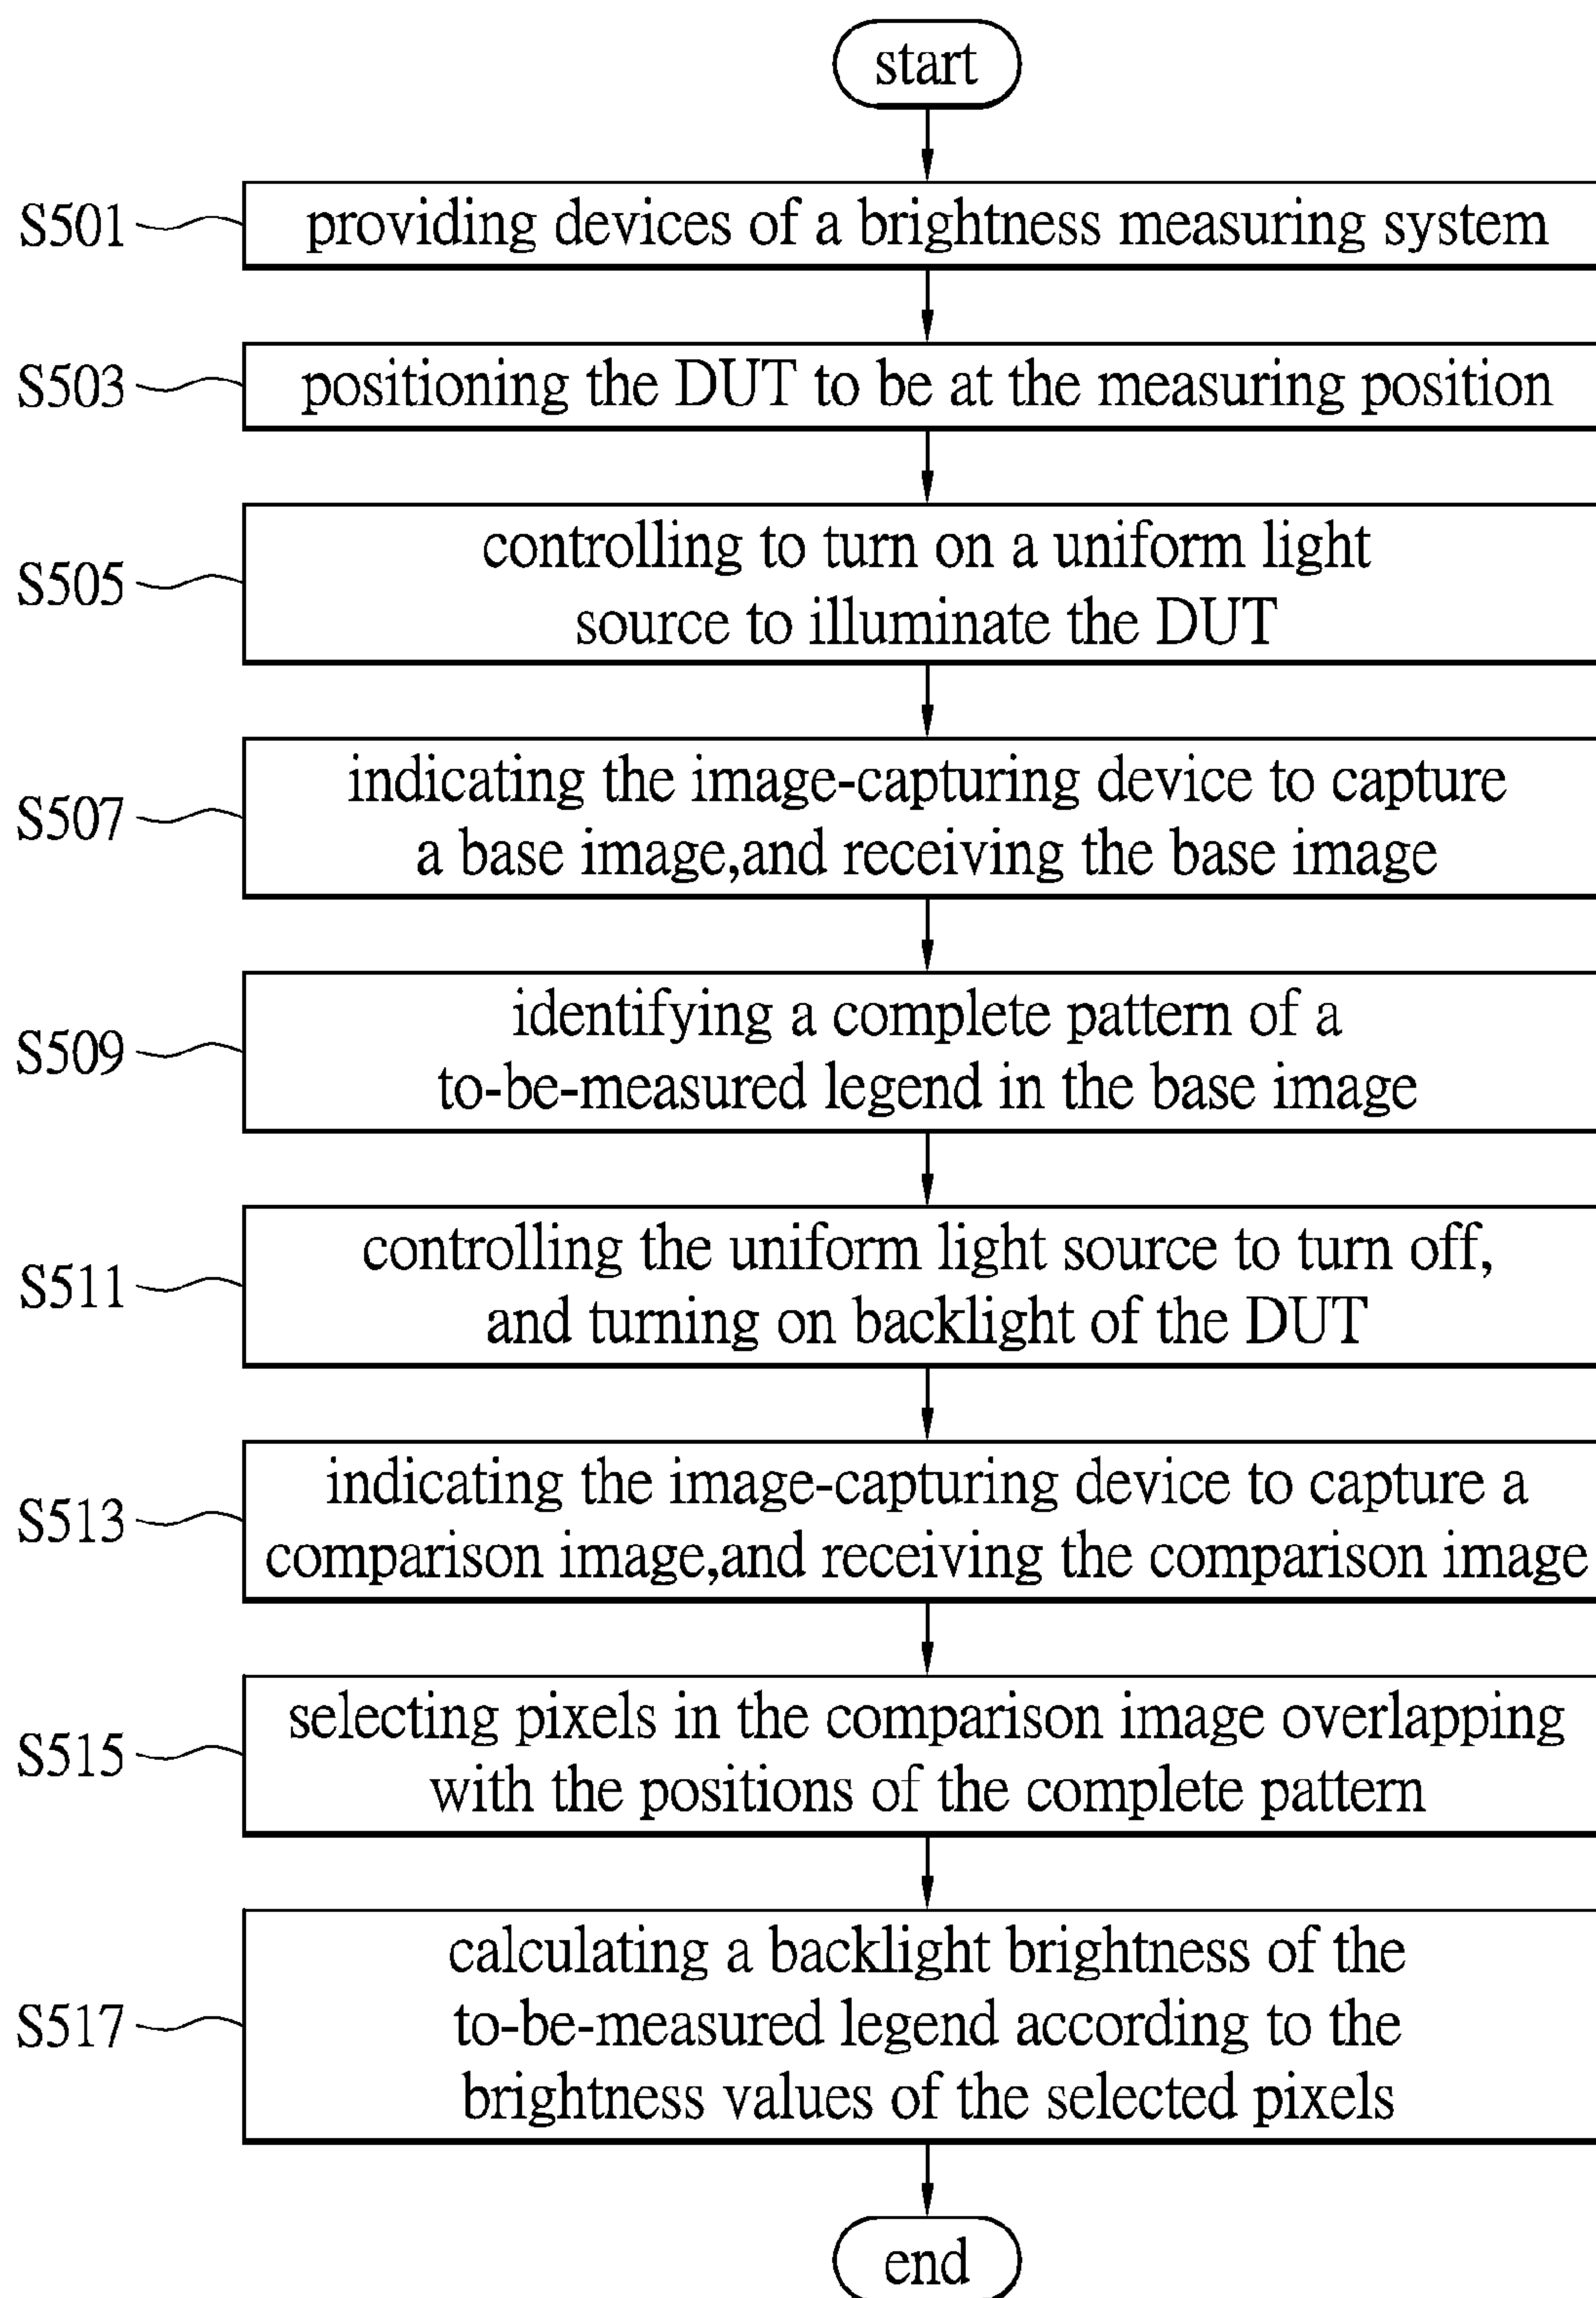 start
S501
providing devices of a brightness measuring system
S503
positioning the DUT to be at the measuring position
S505
controlling to turn on a uniform light
source to illuminate the DUT
S507
indicating the image-capturing device to capture
a base image,and receiving the base image
S509
identifying a complete pattern of a
to-be-measured legend in the base image
S511
controlling the uniform light source to turn off,
and turning on backlight of the DUT
S513
indicating the image-capturing device to capture a
comparison image,and receiving the comparison image
S515
selecting pixels in the comparison image overlapping
with the positions of the complete pattern
S517
calculating a backlight brightness of the
to-be-measured legend according to the
brightness values of the selected pixels
end